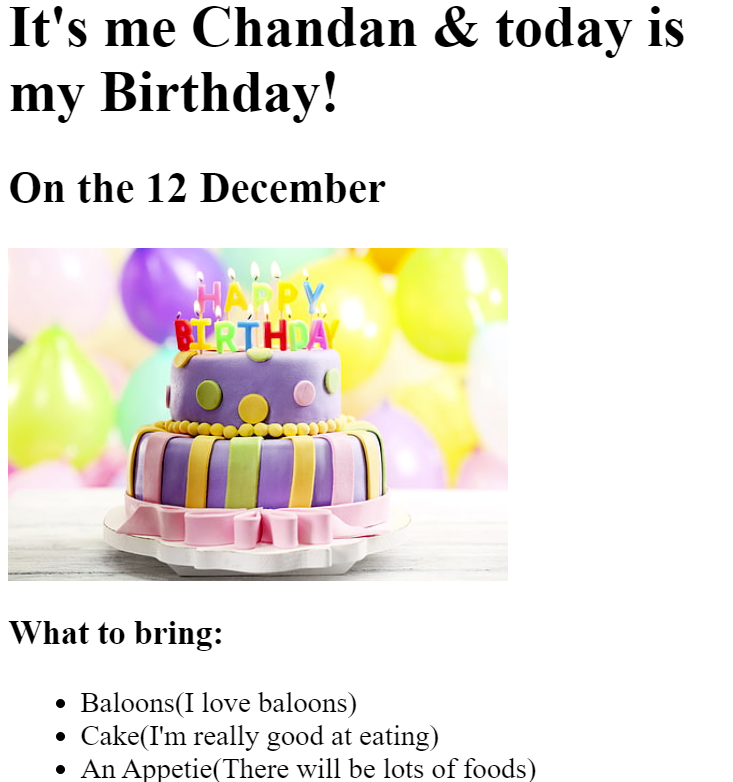 It's me Chandan & today is
my Birthday!
On the 12 December
HAPPY
BIRTHDAY
What to bring:
Baloons(I love baloons)
Cake(I'm really good at eating)
An Appetie(There will be lots of foods)